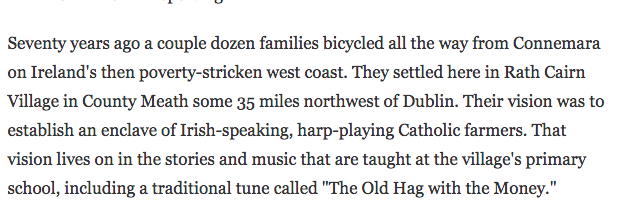 Seventy years ago a couple dozen families bicycled all the way from Connemara
on Ireland's then poverty-stricken west coast. They settled here in Rath Cairn
Village in County Meath some 35 miles northwest of Dublin. Their vision was to
establish an enclave of Irish-speaking, harp-playing Catholic farmers. That
vision lives on in the stories and music that are taught at the village's primary
school, including a traditional tune called "The Old Hag with the Money."